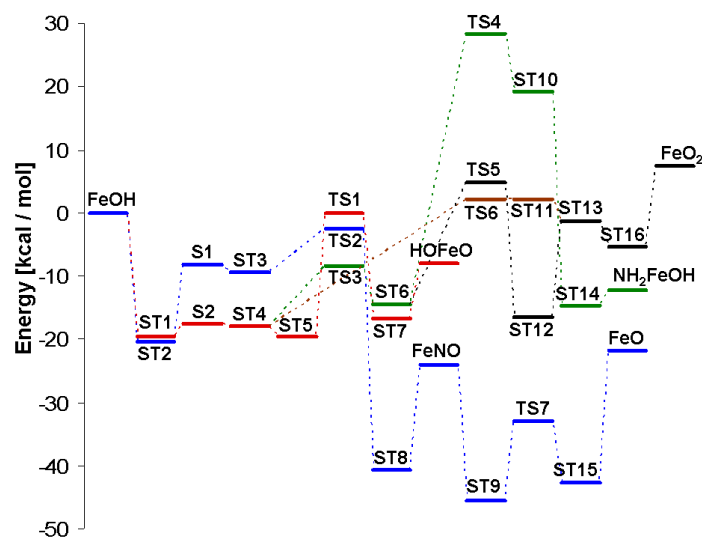 30
TS4
20
ST10
FeO₂
10
TS5
FeOH
TS1
ST13
0
TS6
ST11
TS2
HOFeO
ST16
S1
ST3
TS3
NH₂FeOH
-10
ST6
ST14
ST1
S2
ST4
ST5
ST7
ST12
-20
ST2
FeNO
FeO
-30
TS7
ST8
ST15
-40
ST9
-50
Energy [kcal / mol]